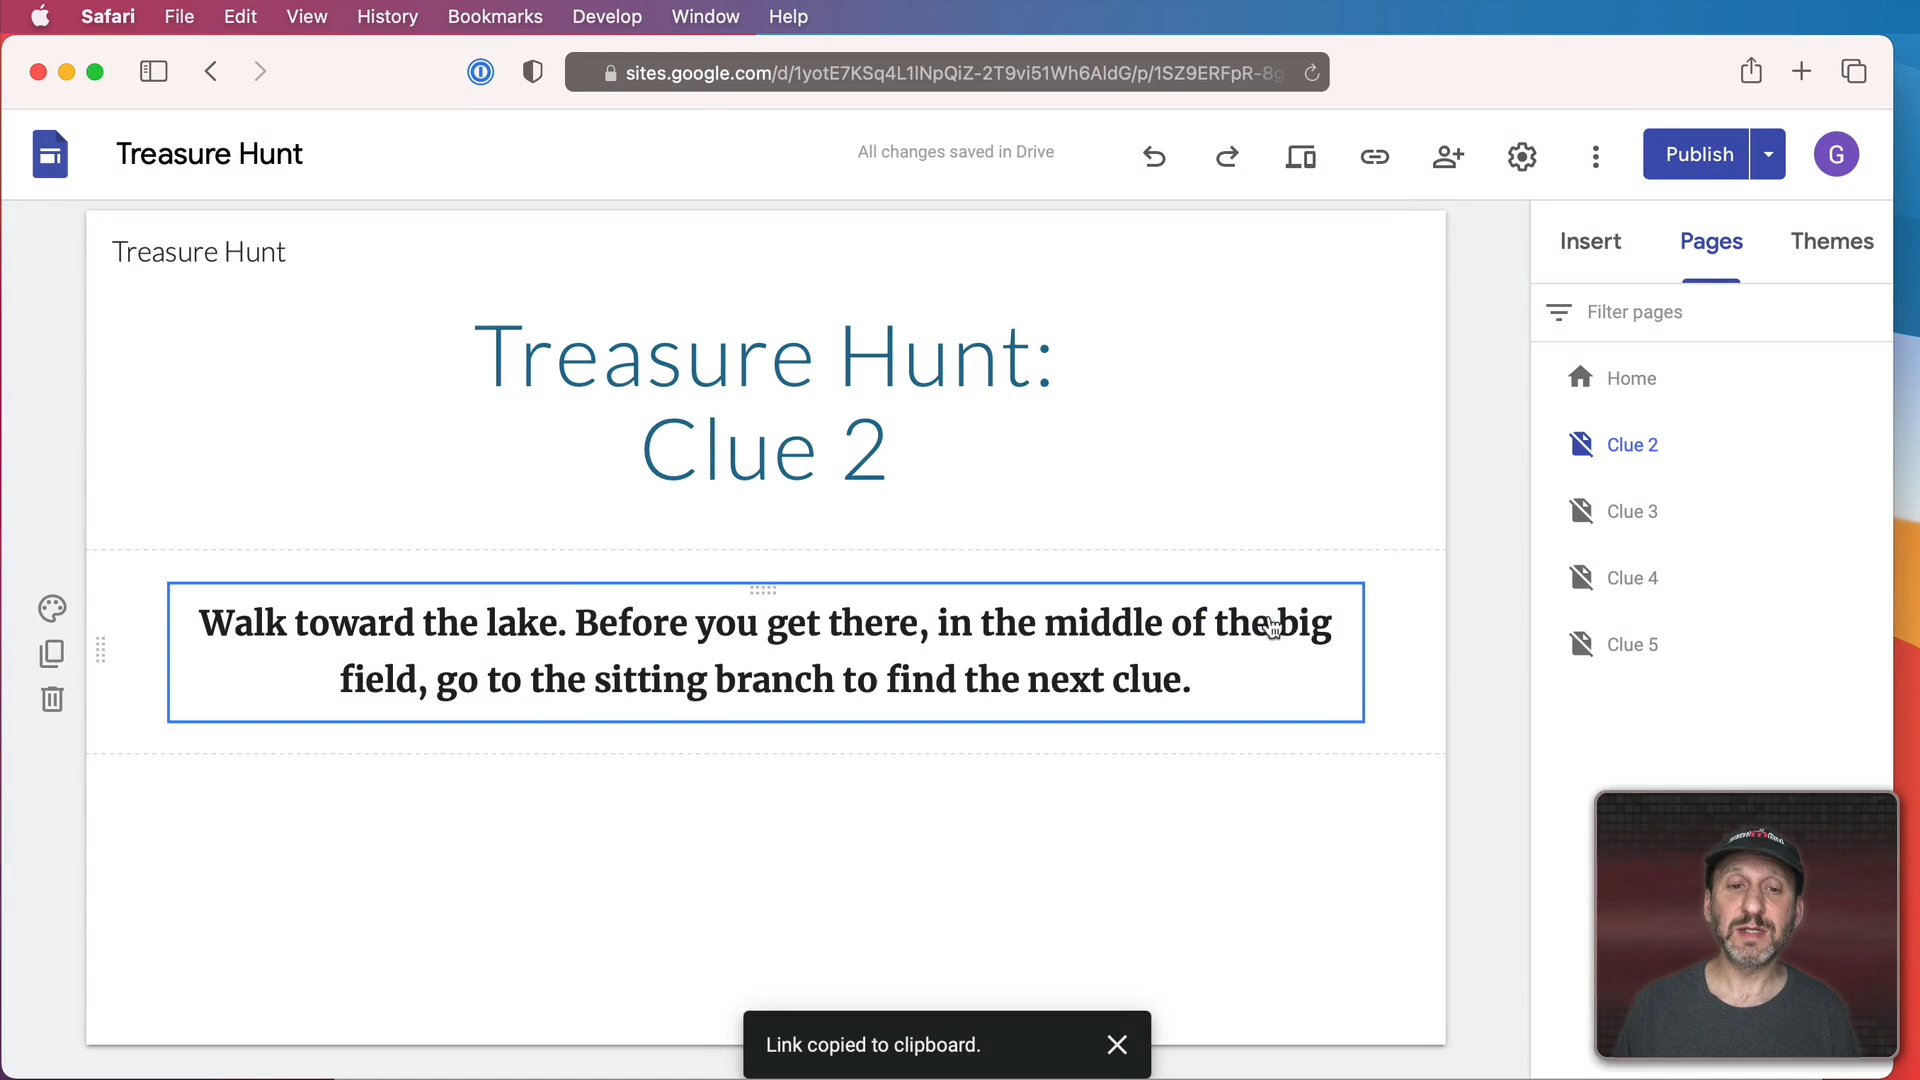 Safari File Edit View History Bookmarks Develop Window Help
sites.google.com/d/1yotE7KSq4L1lNpQiZ-2T9vi51Wh6AldG/p/1SZ9ERFpR-8g
Treasure Hunt
All changes saved in Drive
Publish
G
Treasure Hunt
Treasure Hunt:
Clue 2
Walk toward the lake. Before you get there, in the middle of the big
field, go to the sitting branch to find the next clue.
Insert Pages Themes
Filter pages
Home
Clue 2
Clue 3
Clue 4
Clue 5
Link copied to clipboard.